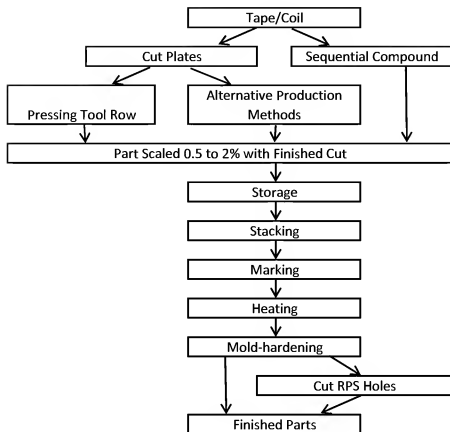 Tape/Coil
Cut Plates
Sequential Compound
Pressing Tool Row
Alternative Production
Methods
Part Scaled 0.5 to 2% with Finished Cut
Storage
Stacking
Marking
Heating
Mold-hardening
Cut RPS Holes
Finished Parts